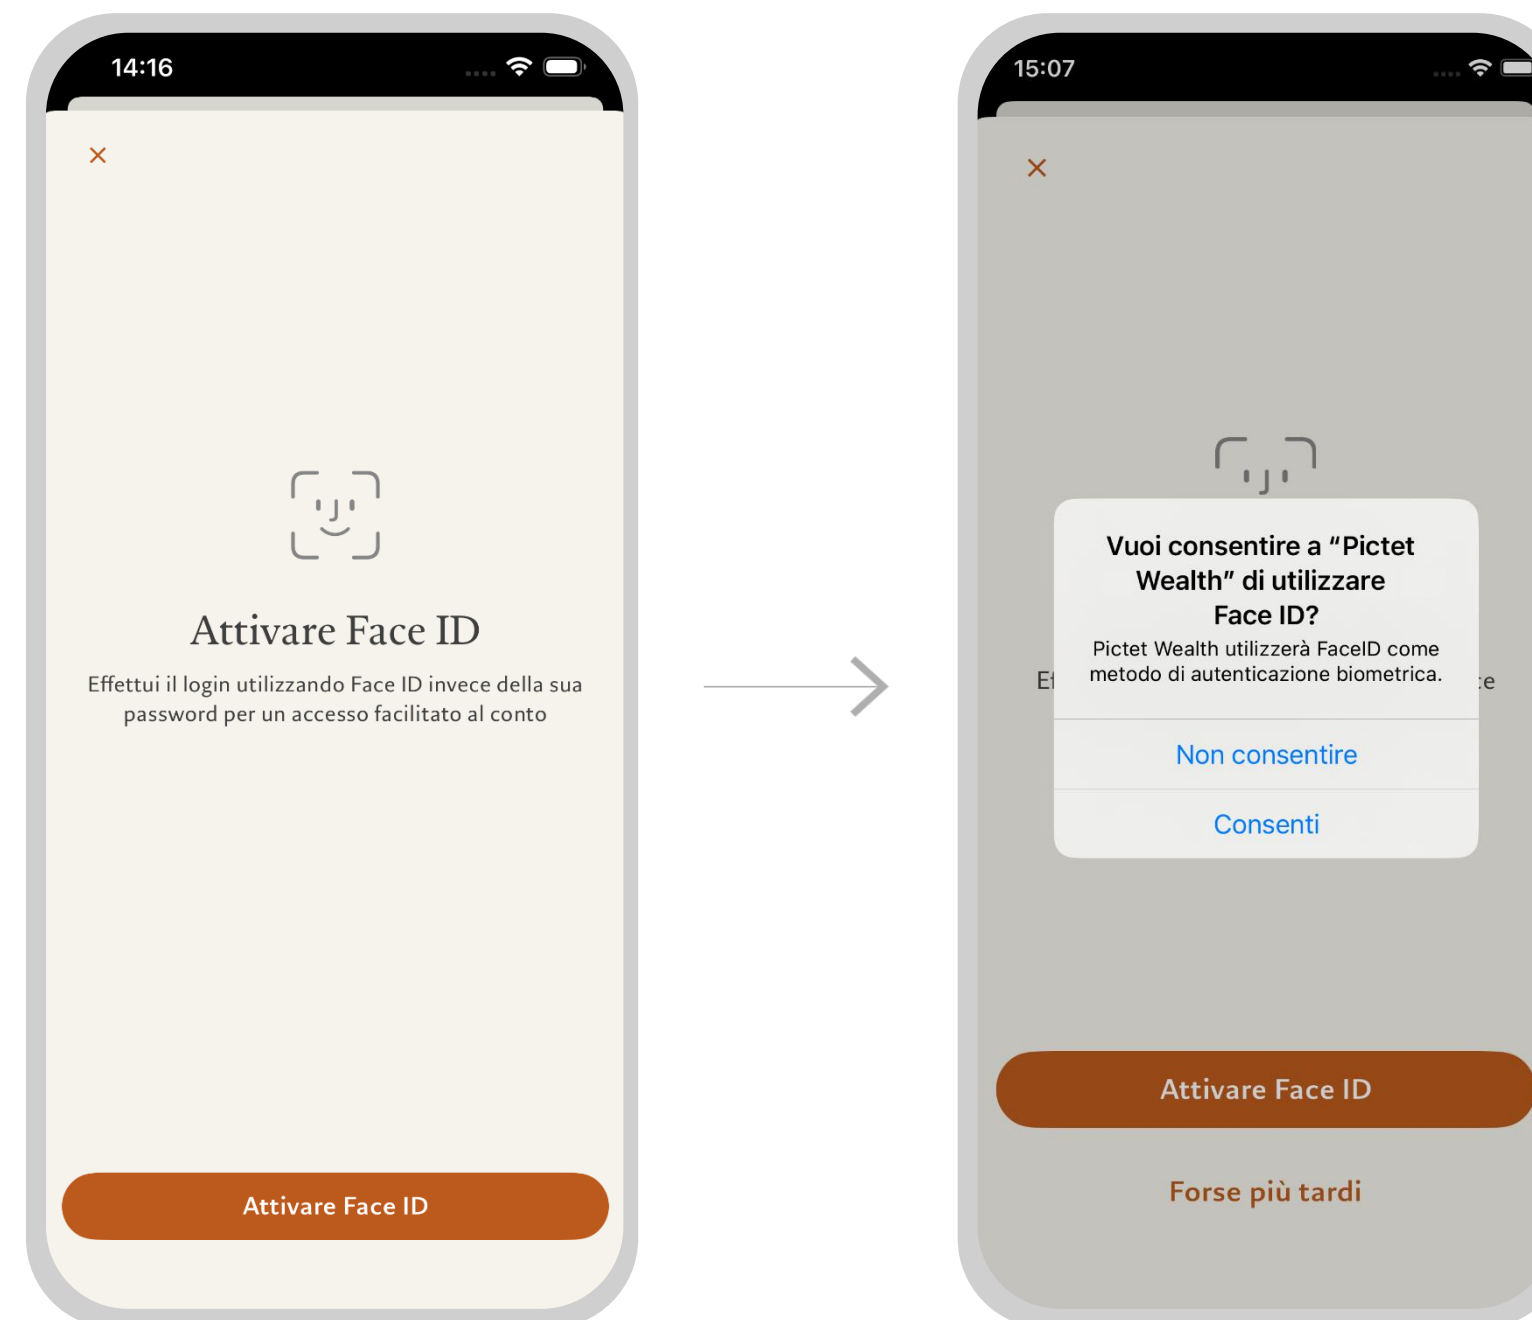 14:16
Attivare Face ID
Effettui il login utilizzando Face ID invece della sua
password per un accesso facilitato al conto
Attivare Face ID
15:07
Vuoi consentire a “Pictet
Wealth” di utilizzare
Face ID?
Pictet Wealth utilizzerà FaceID come
metodo di autenticazione biometrica.
Non consentire
Consenti
Attivare Face ID
Forse più tardi